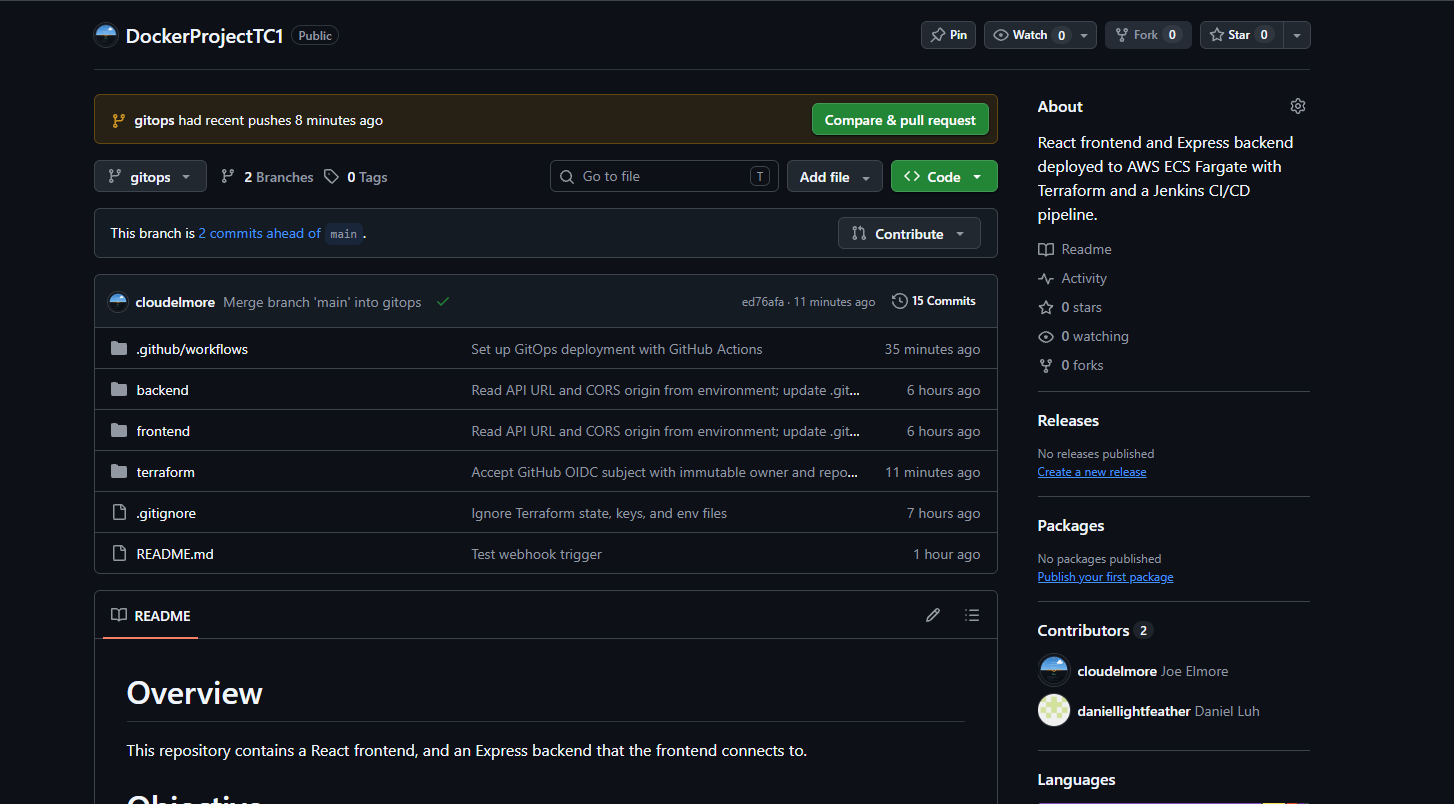 DockerProjectTC1 Public
Pin Watch 0 Fork 0 Star 0
gitops had recent pushes 8 minutes ago
Compare & pull request
gitops 2 Branches 0 Tags
Go to file T Add file Code
This branch is 2 commits ahead of main.
Contribute
cloudelmore Merge branch 'main' into gitops ed76afa · 11 minutes ago 15 Commits
.github/workflows Set up GitOps deployment with GitHub Actions 35 minutes ago
backend Read API URL and CORS origin from environment; update .git... 6 hours ago
frontend Read API URL and CORS origin from environment; update .git... 6 hours ago
terraform Accept GitHub OIDC subject with immutable owner and repo... 11 minutes ago
.gitignore Ignore Terraform state, keys, and env files 7 hours ago
README.md Test webhook trigger 1 hour ago
README
Overview
This repository contains a React frontend, and an Express backend that the frontend connects to.
Objective
About
React frontend and Express backend
deployed to AWS ECS Fargate with
Terraform and a Jenkins CI/CD
pipeline.
Readme
Activity
0 stars
0 watching
0 forks
Releases
No releases published
Create a new release
Packages
No packages published
Publish your first package
Contributors 2
cloudelmore Joe Elmore
daniellightfeather Daniel Luh
Languages